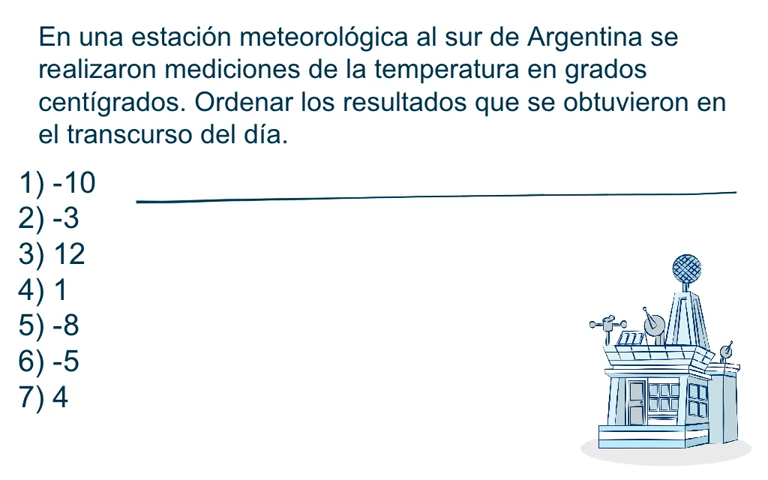 En una estación meteorológica al sur de Argentina se
realizaron mediciones de la temperatura en grados
centígrados. Ordenar los resultados que se obtuvieron en
el transcurso del día.
1) -10
2) -3
3) 12
4) 1
5) -8
6) -5
7) 4